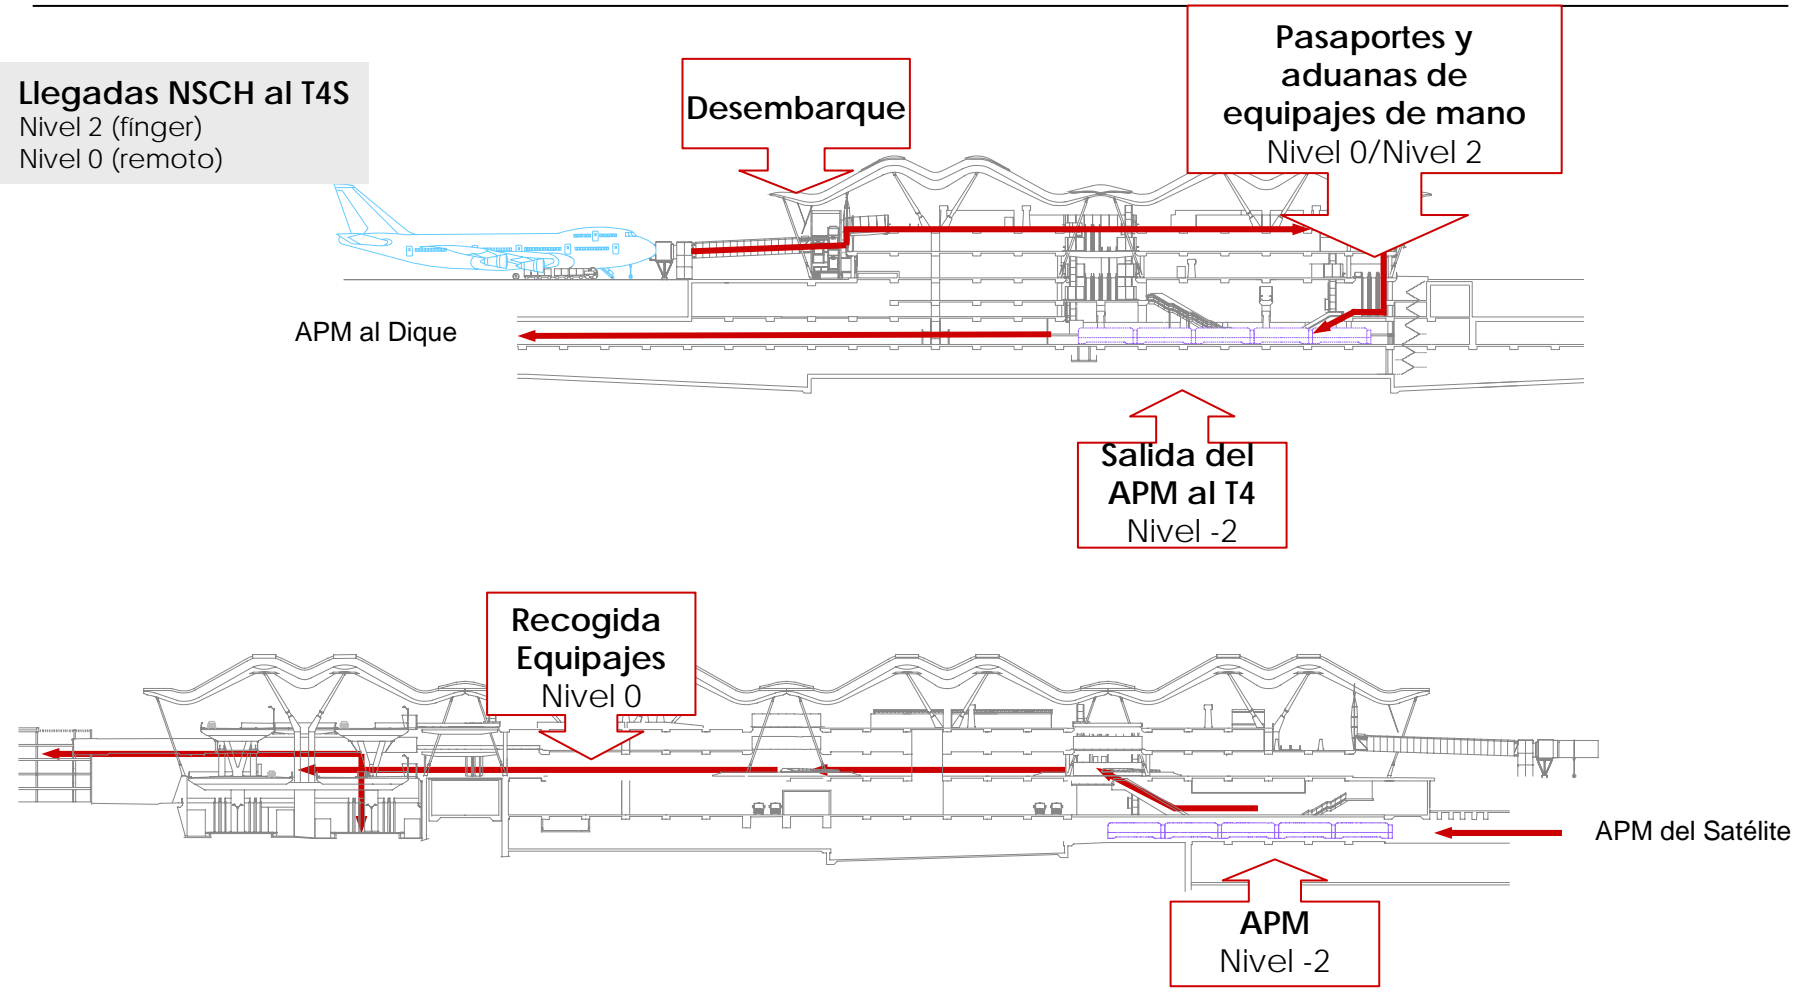 Llegadas NSCH al T4S
Nivel 2 (fínger)
Nivel 0 (remoto)
Desembarque
Pasaportes y
aduanas de
equipajes de mano
Nivel 0/Nivel 2
APM al Dique
Salida del
APM al T4
Nivel -2
Recogida
Equipajes
Nivel 0
APM del Satélite
APM
Nivel -2